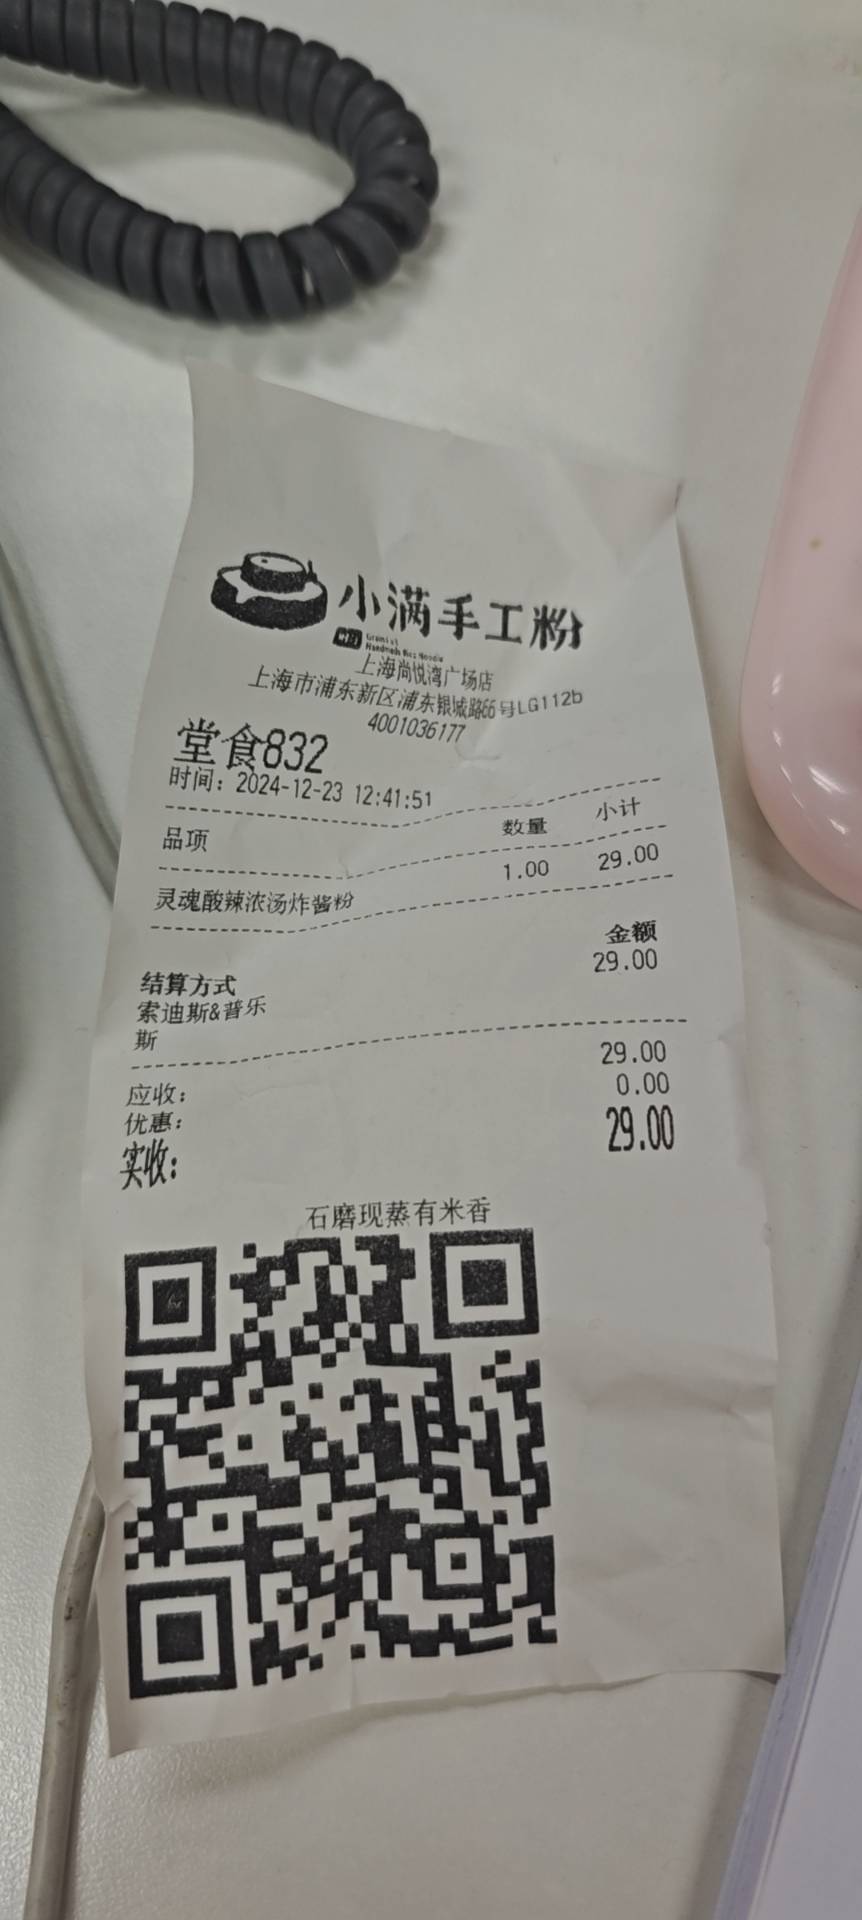 小满手工粉
Handmade Rice Noodle
上海尚悦湾广场店
上海市浦东新区浦东银城路66号LG112b
4001036177
堂食832
时间：2024-12-23 12:41:51
品项 数量 小计
灵魂酸辣浓汤炸酱粉 1.00 29.00
结算方式 金额
索迪斯&普乐 29.00
斯
应收： 29.00
优惠： 0.00
实收： 29.00
石磨现蒸有米香